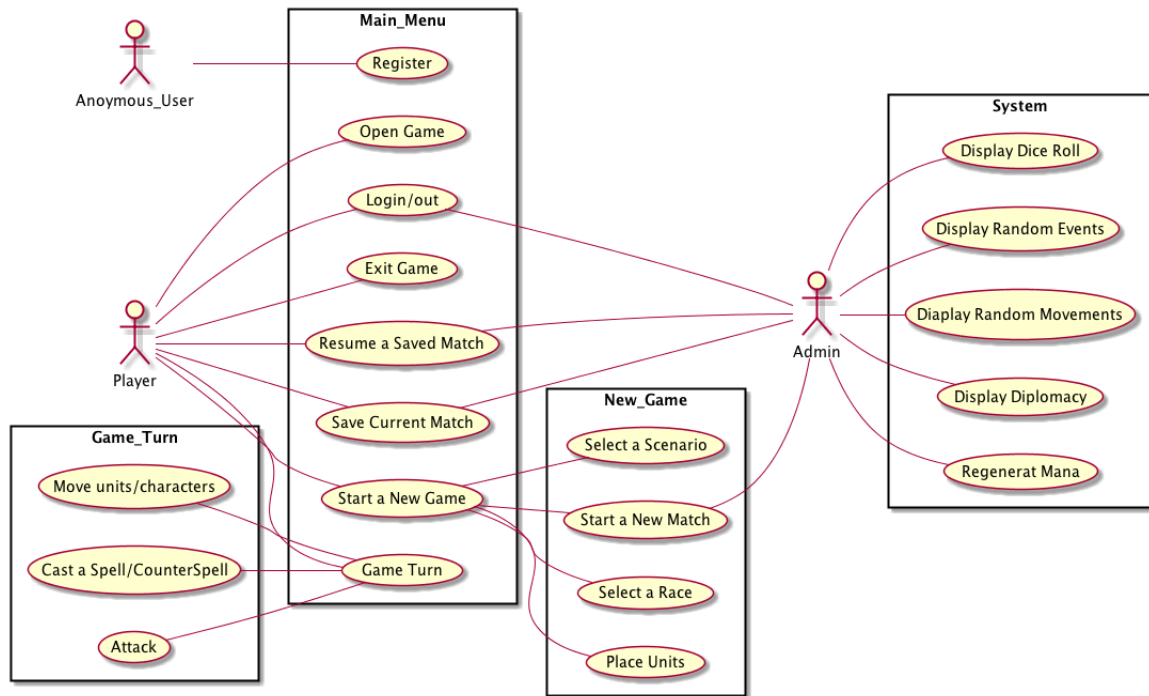 Main_Menu
Register
Anoymous_User
Open Game
Login/out
Exit Game
Resume a Saved Match
Save Current Match
Start a New Game
Game Turn
Player
Game_Turn
Move units/characters
Cast a Spell/CounterSpell
Attack
New_Game
Select a Scenario
Start a New Match
Select a Race
Place Units
Admin
System
Display Dice Roll
Display Random Events
Diaplay Random Movements
Display Diplomacy
Regenerat Mana